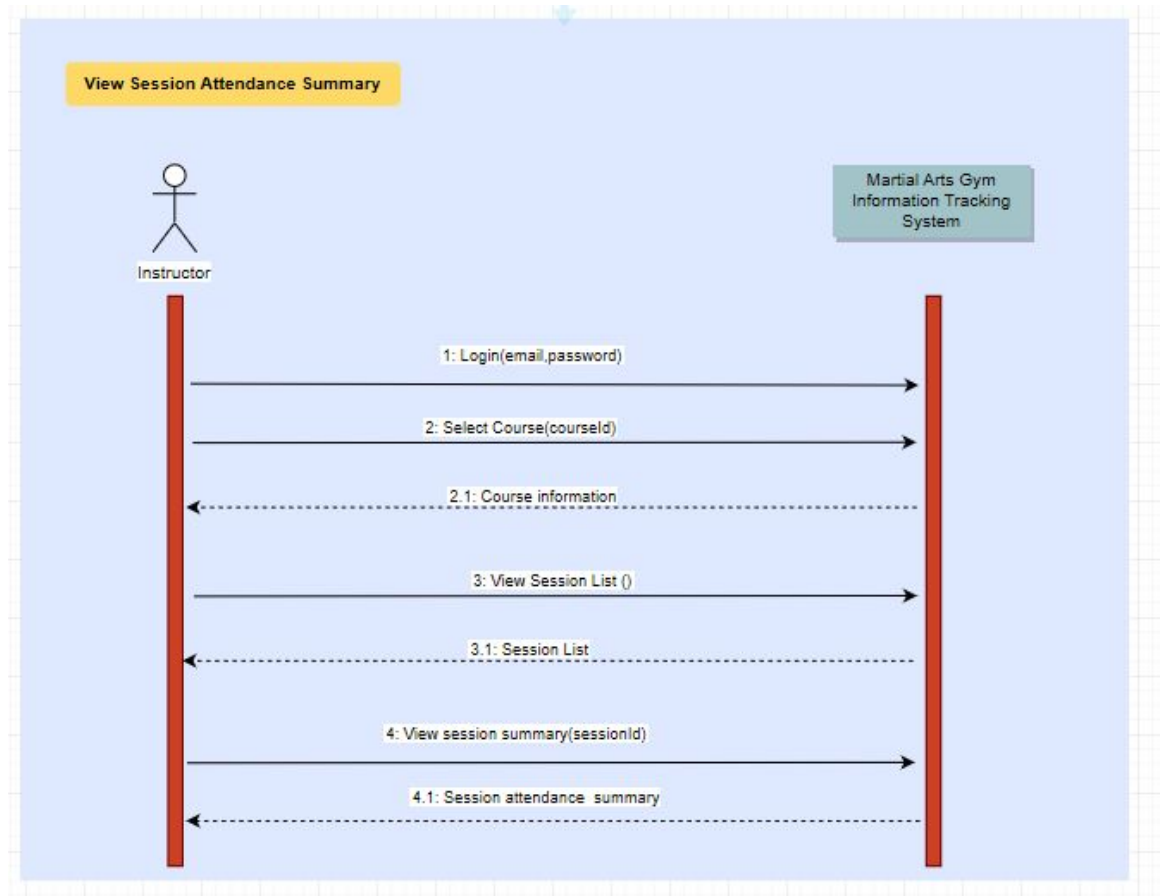 View Session Attendance Summary
Martial Arts Gym
Information Tracking
System
Instructor
1: Login(email,password)
2: Select Course(courseId)
2.1: Course information
3: View Session List ()
3.1: Session List
4: View session summary(sessionId)
4.1: Session attendance  summary